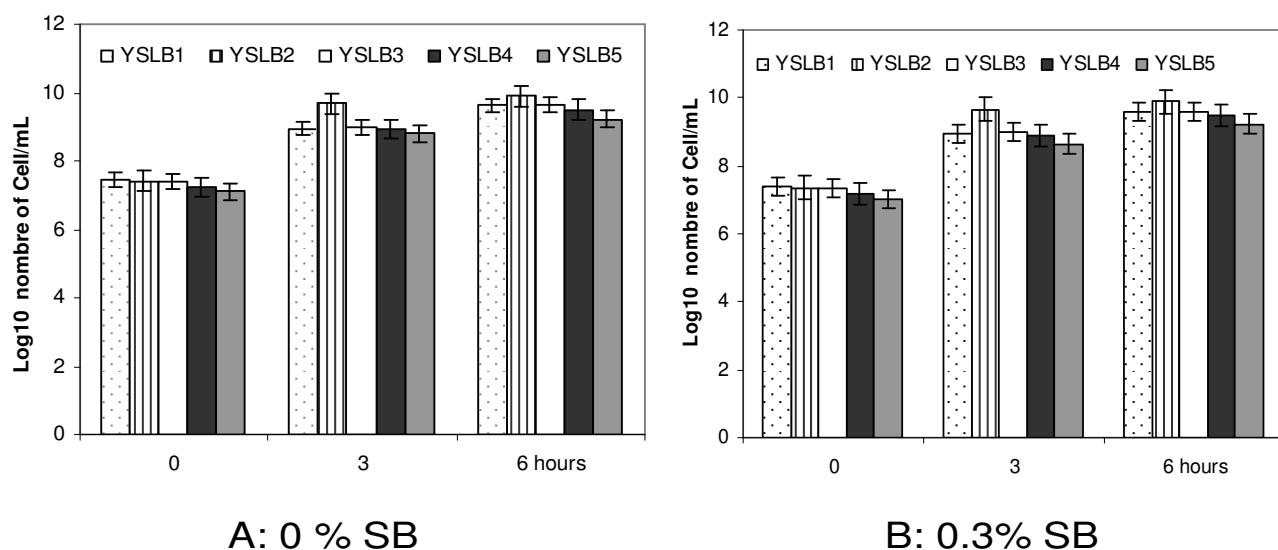 12
10
8
6
4
2
0
Log10 nombre of Cell/mL
YSLB1 YSLB2 YSLB3 YSLB4 YSLB5
0 3 6 hours
A: 0 % SB
12
10
8
6
4
2
0
Log10 nombre of Cell/mL
YSLB1 YSLB2 YSLB3 YSLB4 YSLB5
0 3 6 hours
B: 0.3% SB